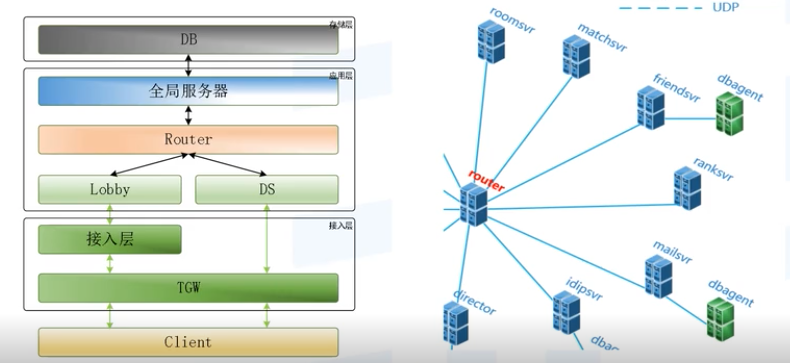 存储层
DB
应用层
全局服务器
Router
Lobby
DS
接入层
接入层
TGW
Client
UDP
roomsvr
matchsvr
friendsvr
dbagent
router
ranksvr
mailsvr
dbagent
idipsvr
director
dbag